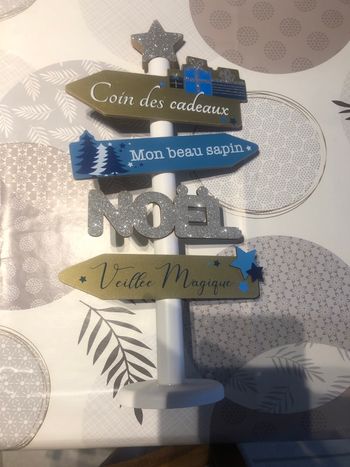 Coin des cadeaux
Mon beau sapin
NOËL
Veillée Magique